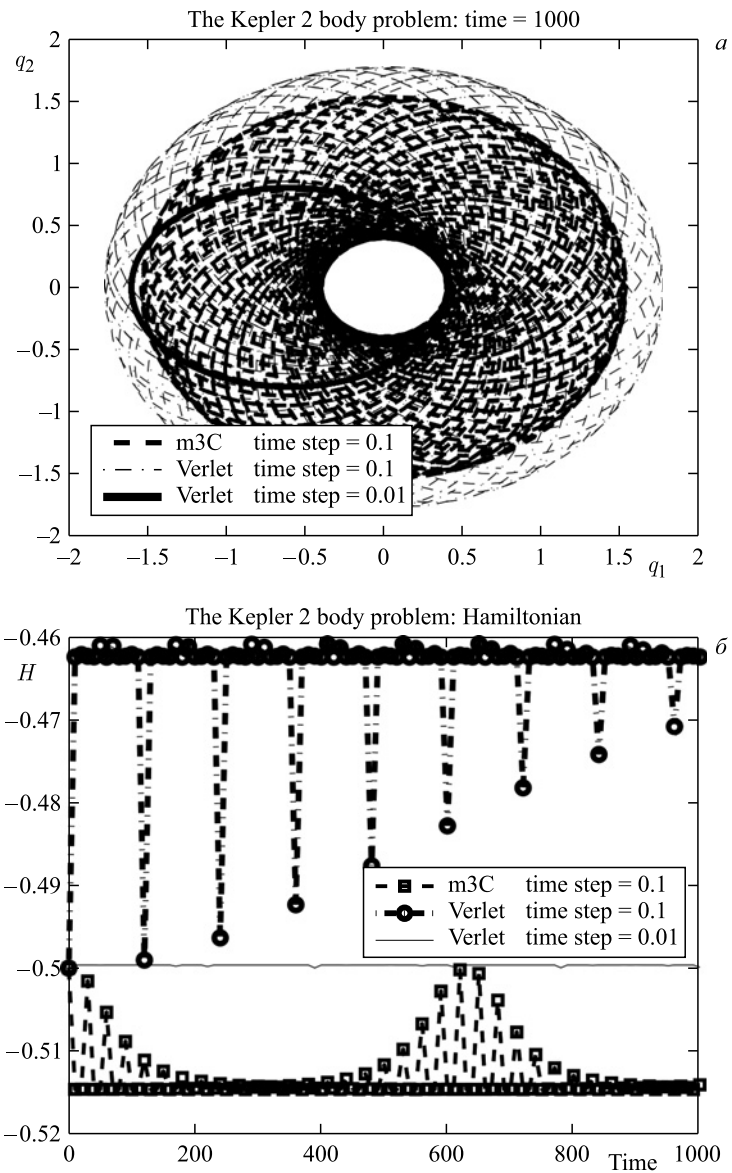 The Kepler 2 body problem: time = 1000
а
q2
2
1.5
1
0.5
0
−0.5
−1
−1.5
−2
m3C time step = 0.1
Verlet time step = 0.1
Verlet time step = 0.01
−2 −1.5 −1 −0.5 0 0.5 1 1.5 2
q1
The Kepler 2 body problem: Hamiltonian
б
H
−0.46
−0.47
−0.48
−0.49
−0.5
−0.51
−0.52
m3C time step = 0.1
Verlet time step = 0.1
Verlet time step = 0.01
0 200 400 600 800 1000
Time